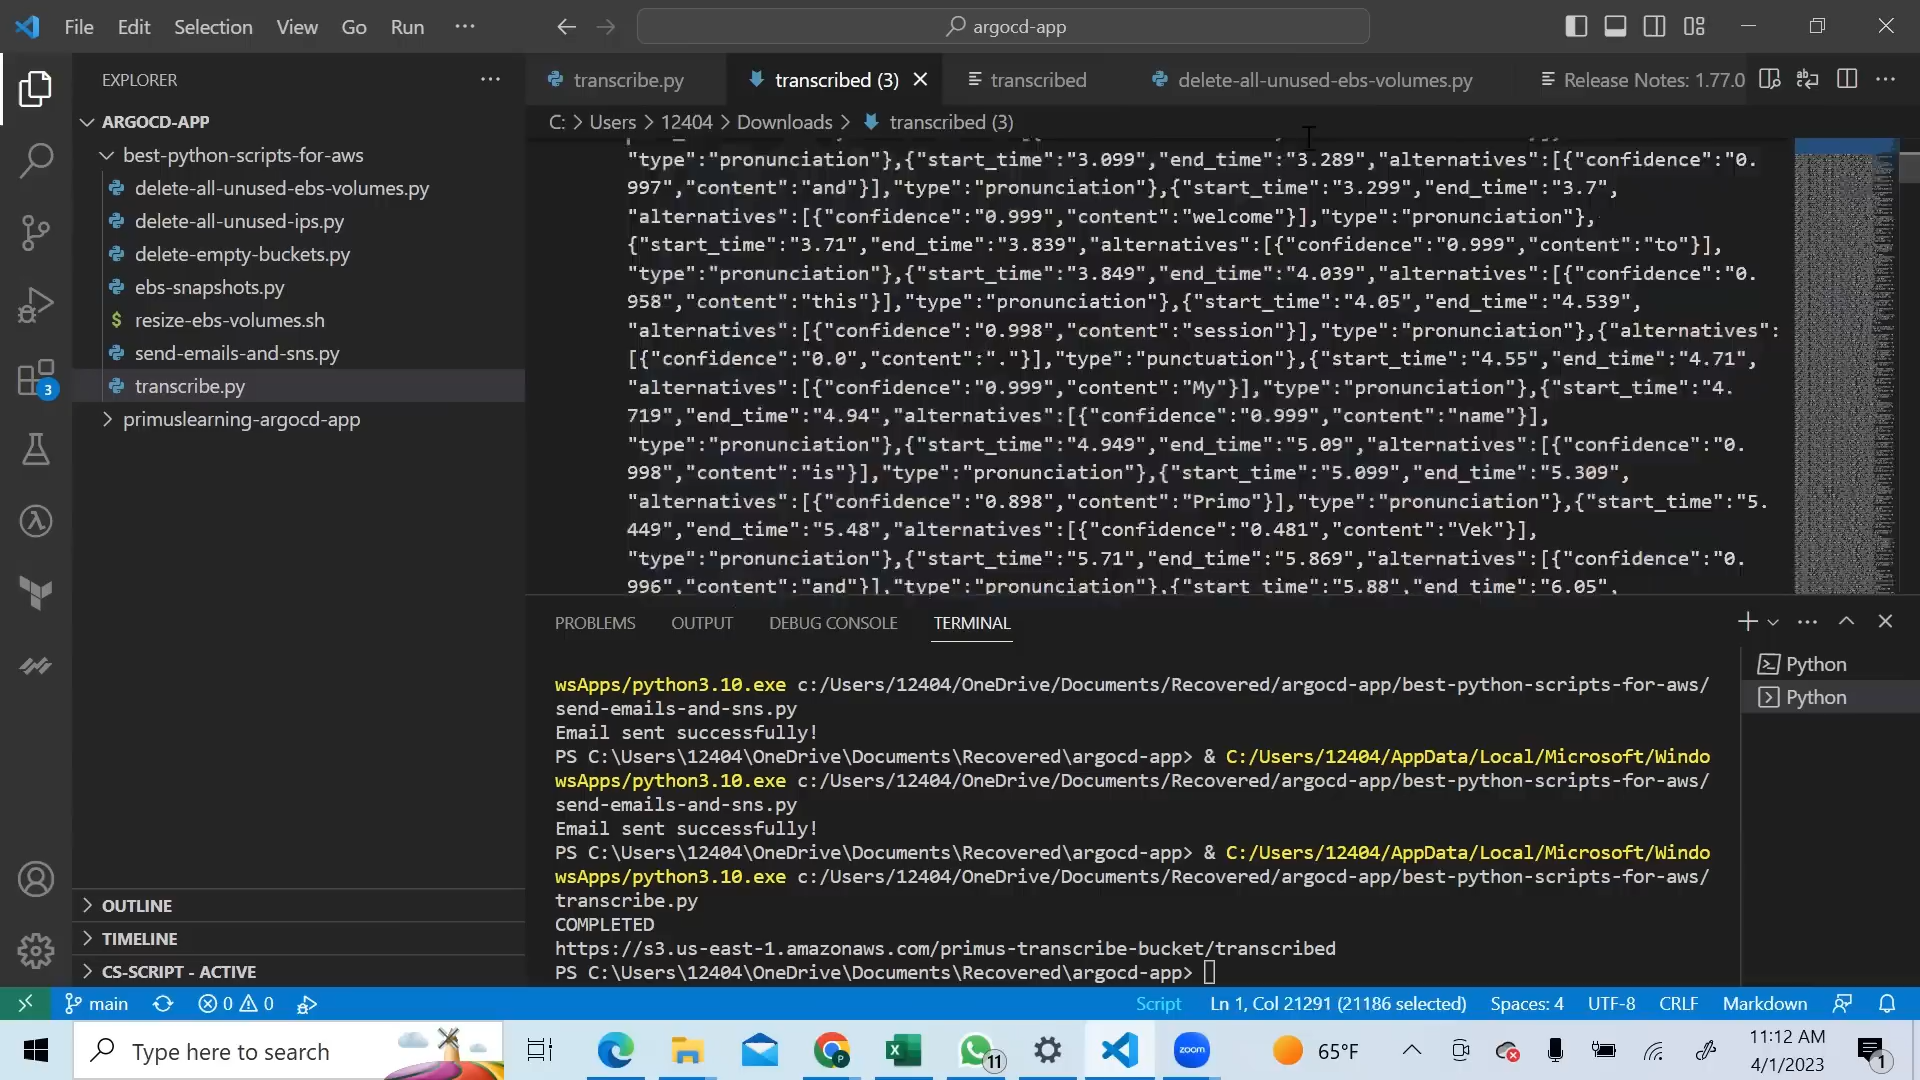 File Edit Selection View Go Run ···
argocd-app
EXPLORER
transcribe.py transcribed (3) transcribed delete-all-unused-ebs-volumes.py Release Notes: 1.77.0
C: > Users > 12404 > Downloads > transcribed (3)
ARGOCD-APP
best-python-scripts-for-aws
delete-all-unused-ebs-volumes.py
delete-all-unused-ips.py
delete-empty-buckets.py
ebs-snapshots.py
$ resize-ebs-volumes.sh
send-emails-and-sns.py
transcribe.py
primuslearning-argocd-app
3
OUTLINE
TIMELINE
CS-SCRIPT - ACTIVE
"type":"pronunciation"},{"start_time":"3.099","end_time":"3.289","alternatives":[{"confidence":"0.
997","content":"and"}],"type":"pronunciation"},{"start_time":"3.299","end_time":"3.7",
"alternatives":[{"confidence":"0.999","content":"welcome"}],"type":"pronunciation"},
{"start_time":"3.71","end_time":"3.839","alternatives":[{"confidence":"0.999","content":"to"}],
"type":"pronunciation"},{"start_time":"3.849","end_time":"4.039","alternatives":[{"confidence":"0.
958","content":"this"}],"type":"pronunciation"},{"start_time":"4.05","end_time":"4.539",
"alternatives":[{"confidence":"0.998","content":"session"}],"type":"pronunciation"},{"alternatives":
[{"confidence":"0.0","content":"."}],"type":"punctuation"},{"start_time":"4.55","end_time":"4.71",
"alternatives":[{"confidence":"0.999","content":"My"}],"type":"pronunciation"},{"start_time":"4.
719","end_time":"4.94","alternatives":[{"confidence":"0.999","content":"name"}],
"type":"pronunciation"},{"start_time":"4.949","end_time":"5.09","alternatives":[{"confidence":"0.
998","content":"is"}],"type":"pronunciation"},{"start_time":"5.099","end_time":"5.309",
"alternatives":[{"confidence":"0.898","content":"Primo"}],"type":"pronunciation"},{"start_time":"5.
449","end_time":"5.48","alternatives":[{"confidence":"0.481","content":"Vek"}],
"type":"pronunciation"},{"start_time":"5.71","end_time":"5.869","alternatives":[{"confidence":"0.
996","content":"and"}],"type":"pronunciation"},{"start_time":"5.88","end_time":"6.05",
PROBLEMS OUTPUT DEBUG CONSOLE TERMINAL
Python
Python
wsApps/python3.10.exe c:/Users/12404/OneDrive/Documents/Recovered/argocd-app/best-python-scripts-for-aws/
send-emails-and-sns.py
Email sent successfully!
PS C:\Users\12404\OneDrive\Documents\Recovered\argocd-app> & C:/Users/12404/AppData/Local/Microsoft/Windo
wsApps/python3.10.exe c:/Users/12404/OneDrive/Documents/Recovered/argocd-app/best-python-scripts-for-aws/
send-emails-and-sns.py
Email sent successfully!
PS C:\Users\12404\OneDrive\Documents\Recovered\argocd-app> & C:/Users/12404/AppData/Local/Microsoft/Windo
wsApps/python3.10.exe c:/Users/12404/OneDrive/Documents/Recovered/argocd-app/best-python-scripts-for-aws/
transcribe.py
COMPLETED
https://s3.us-east-1.amazonaws.com/primus-transcribe-bucket/transcribed
PS C:\Users\12404\OneDrive\Documents\Recovered\argocd-app>
main 0 0 Script Ln 1, Col 21291 (21186 selected) Spaces: 4 UTF-8 CRLF Markdown
Type here to search zoom 11 65°F 11:12 AM
4/1/2023 1